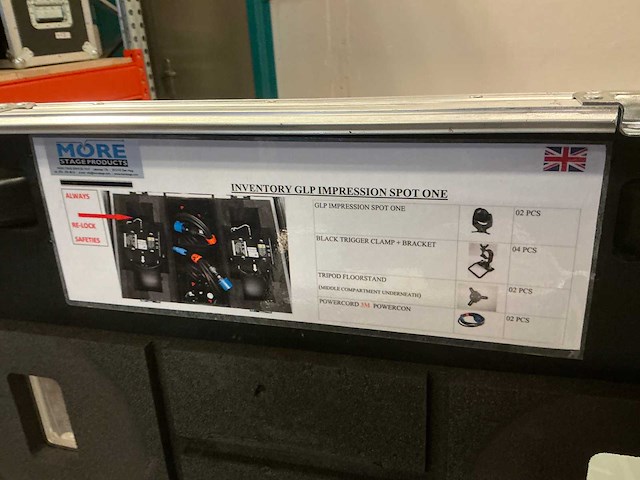 MORE
STAGE PRODUCTS
ALWAYS
RE-LOCK
SAFETIES
INVENTORY GLP IMPRESSION SPOT ONE
GLP IMPRESSION SPOT ONE 02 PCS
BLACK TRIGGER CLAMP + BRACKET 04 PCS
TRIPOD FLOORSTAND 02 PCS
(MIDDLE COMPARTMENT UNDERNEATH)
POWERCORD 5M POWERCON 02 PCS